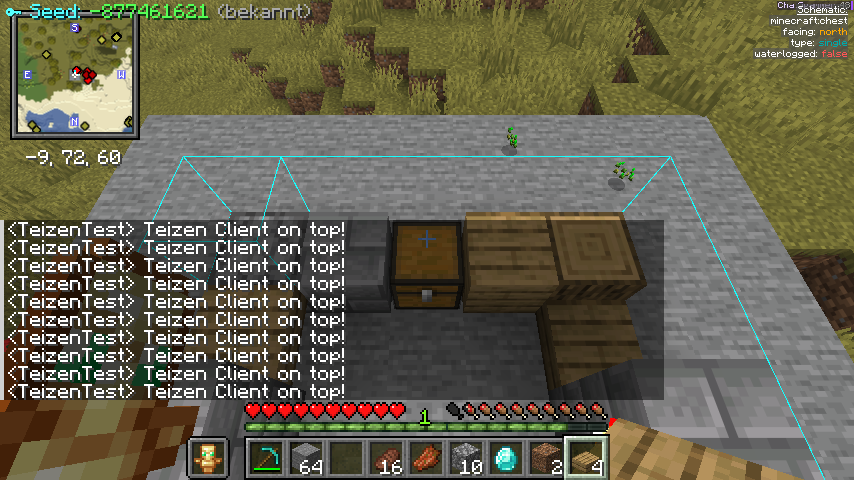 Seed: -877461621 (bekannt)
Schematic:
minecraft:chest
facing: north
type: single
waterlogged: false
S
E
W
N
-9, 72, 60
<TeizenTest> Teizen Client on top!
<TeizenTest> Teizen Client on top!
<TeizenTest> Teizen Client on top!
<TeizenTest> Teizen Client on top!
<TeizenTest> Teizen Client on top!
<TeizenTest> Teizen Client on top!
<TeizenTest> Teizen Client on top!
<TeizenTest> Teizen Client on top!
<TeizenTest> Teizen Client on top!
<TeizenTest> Teizen Client on top!
1
64
16
10
2
4